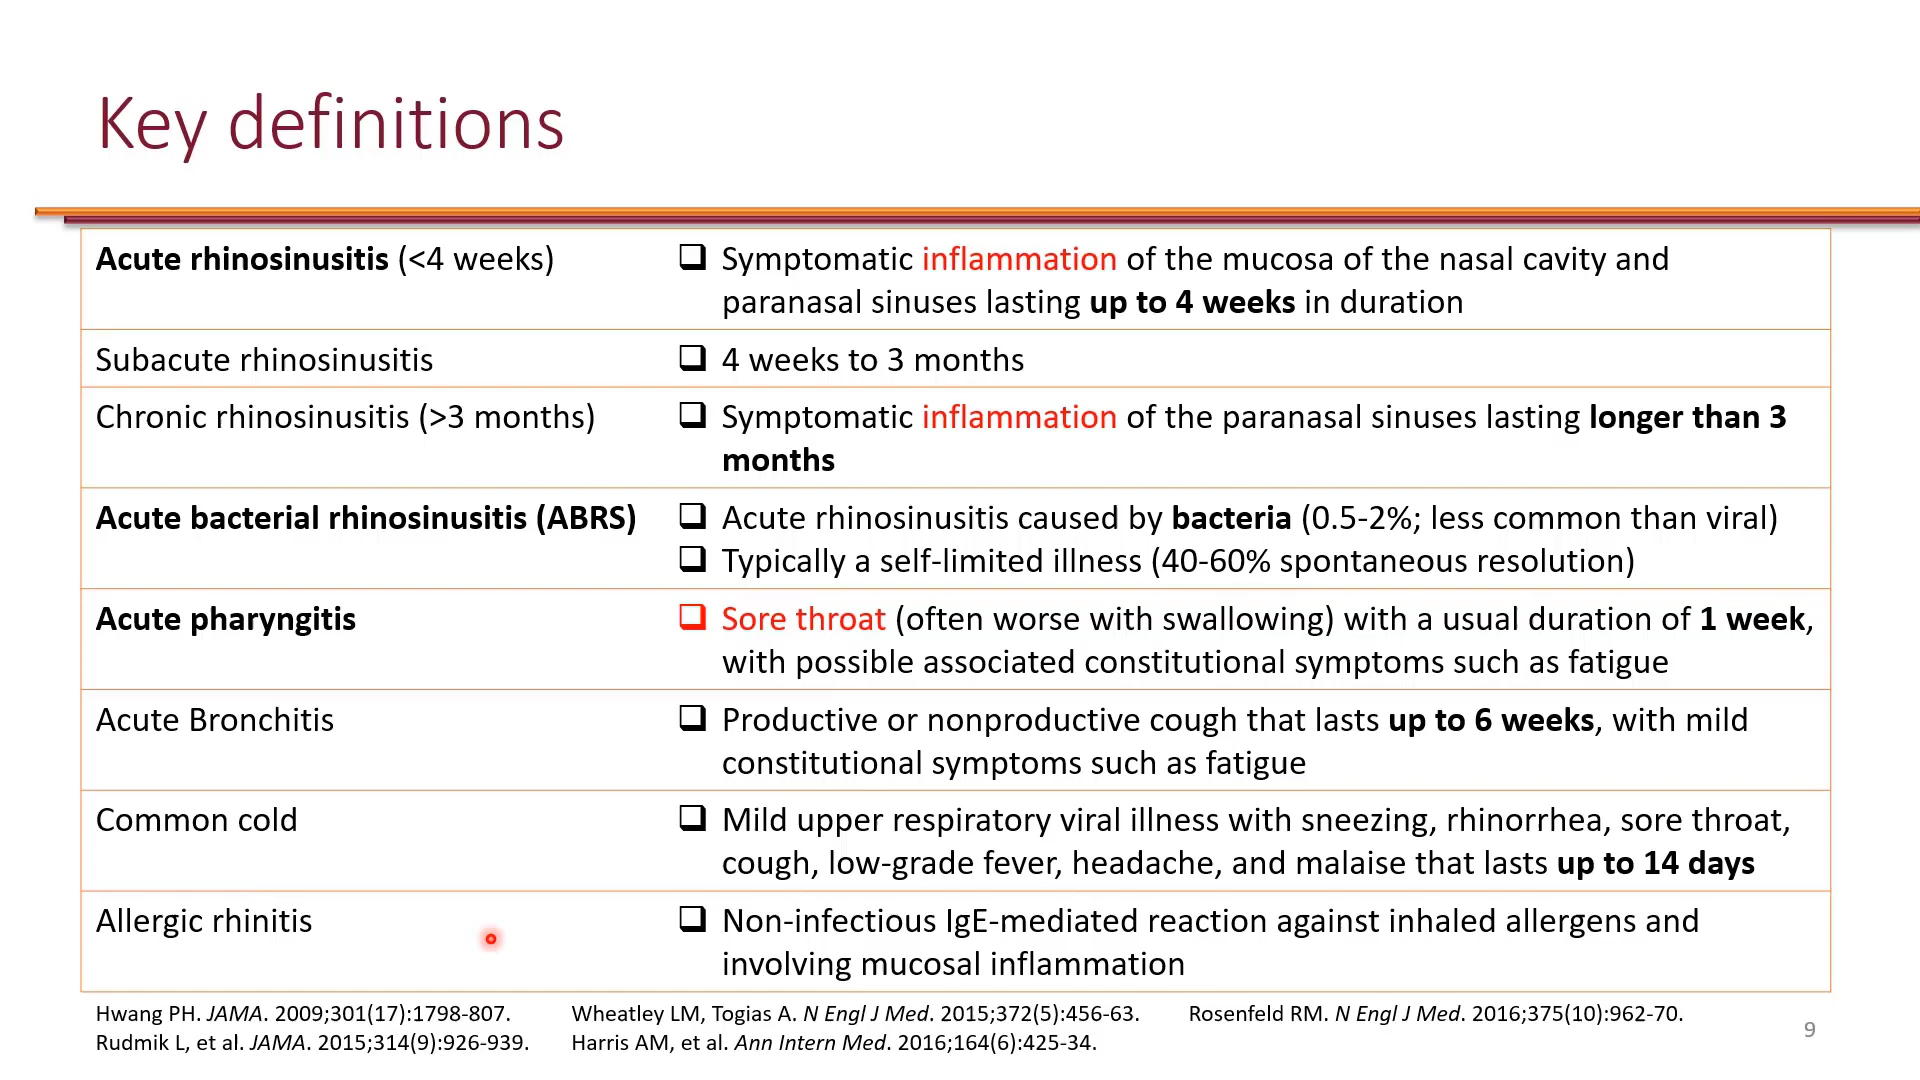 Key definitions
Acute rhinosinusitis (<4 weeks)
❑ Symptomatic inflammation of the mucosa of the nasal cavity and
paranasal sinuses lasting up to 4 weeks in duration
Subacute rhinosinusitis
❑ 4 weeks to 3 months
Chronic rhinosinusitis (>3 months)
❑ Symptomatic inflammation of the paranasal sinuses lasting longer than 3
months
Acute bacterial rhinosinusitis (ABRS)
❑ Acute rhinosinusitis caused by bacteria (0.5-2%; less common than viral)
❑ Typically a self-limited illness (40-60% spontaneous resolution)
Acute pharyngitis
❑ Sore throat (often worse with swallowing) with a usual duration of 1 week,
with possible associated constitutional symptoms such as fatigue
Acute Bronchitis
❑ Productive or nonproductive cough that lasts up to 6 weeks, with mild
constitutional symptoms such as fatigue
Common cold
❑ Mild upper respiratory viral illness with sneezing, rhinorrhea, sore throat,
cough, low-grade fever, headache, and malaise that lasts up to 14 days
Allergic rhinitis
❑ Non-infectious IgE-mediated reaction against inhaled allergens and
involving mucosal inflammation
Hwang PH. JAMA. 2009;301(17):1798-807.
Rudmik L, et al. JAMA. 2015;314(9):926-939.
Wheatley LM, Togias A. N Engl J Med. 2015;372(5):456-63.
Harris AM, et al. Ann Intern Med. 2016;164(6):425-34.
Rosenfeld RM. N Engl J Med. 2016;375(10):962-70.
9